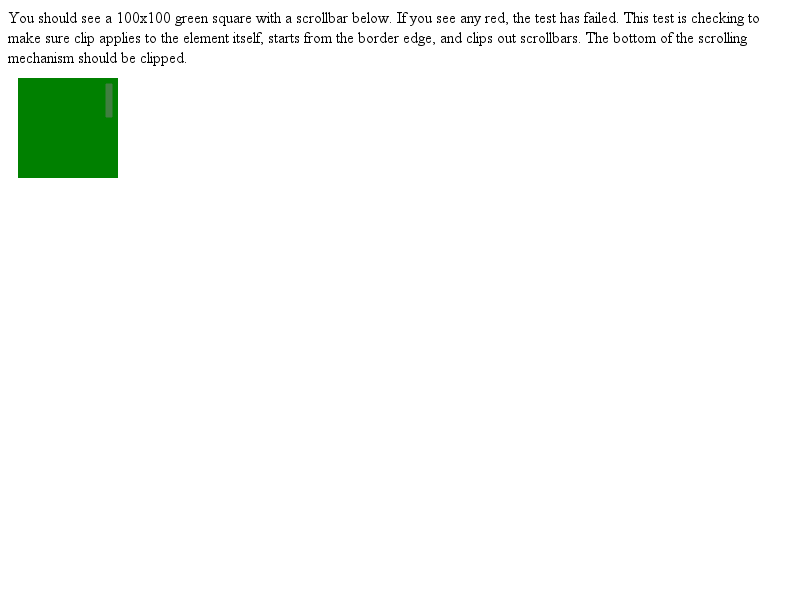 You should see a 100x100 green square with a scrollbar below. If you see any red, the test has failed. This test is checking to
make sure clip applies to the element itself, starts from the border edge, and clips out scrollbars. The bottom of the scrolling
mechanism should be clipped.